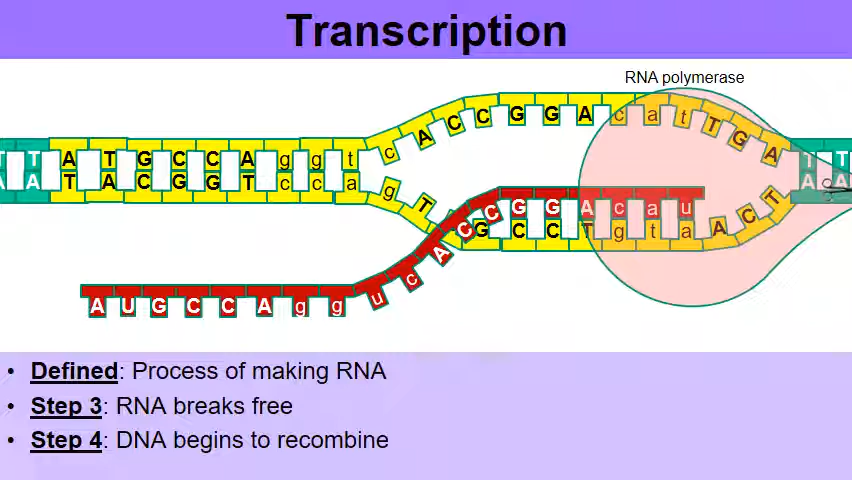 Transcription
RNA polymerase
T T A T G C C A g g t c A C C G G A c a t T G A T T
A A T A C G G T c c a g T G C C T g t a A C T A A
A U G C C A g g u c A C C G G A c a u
• Defined: Process of making RNA
• Step 3: RNA breaks free
• Step 4: DNA begins to recombine